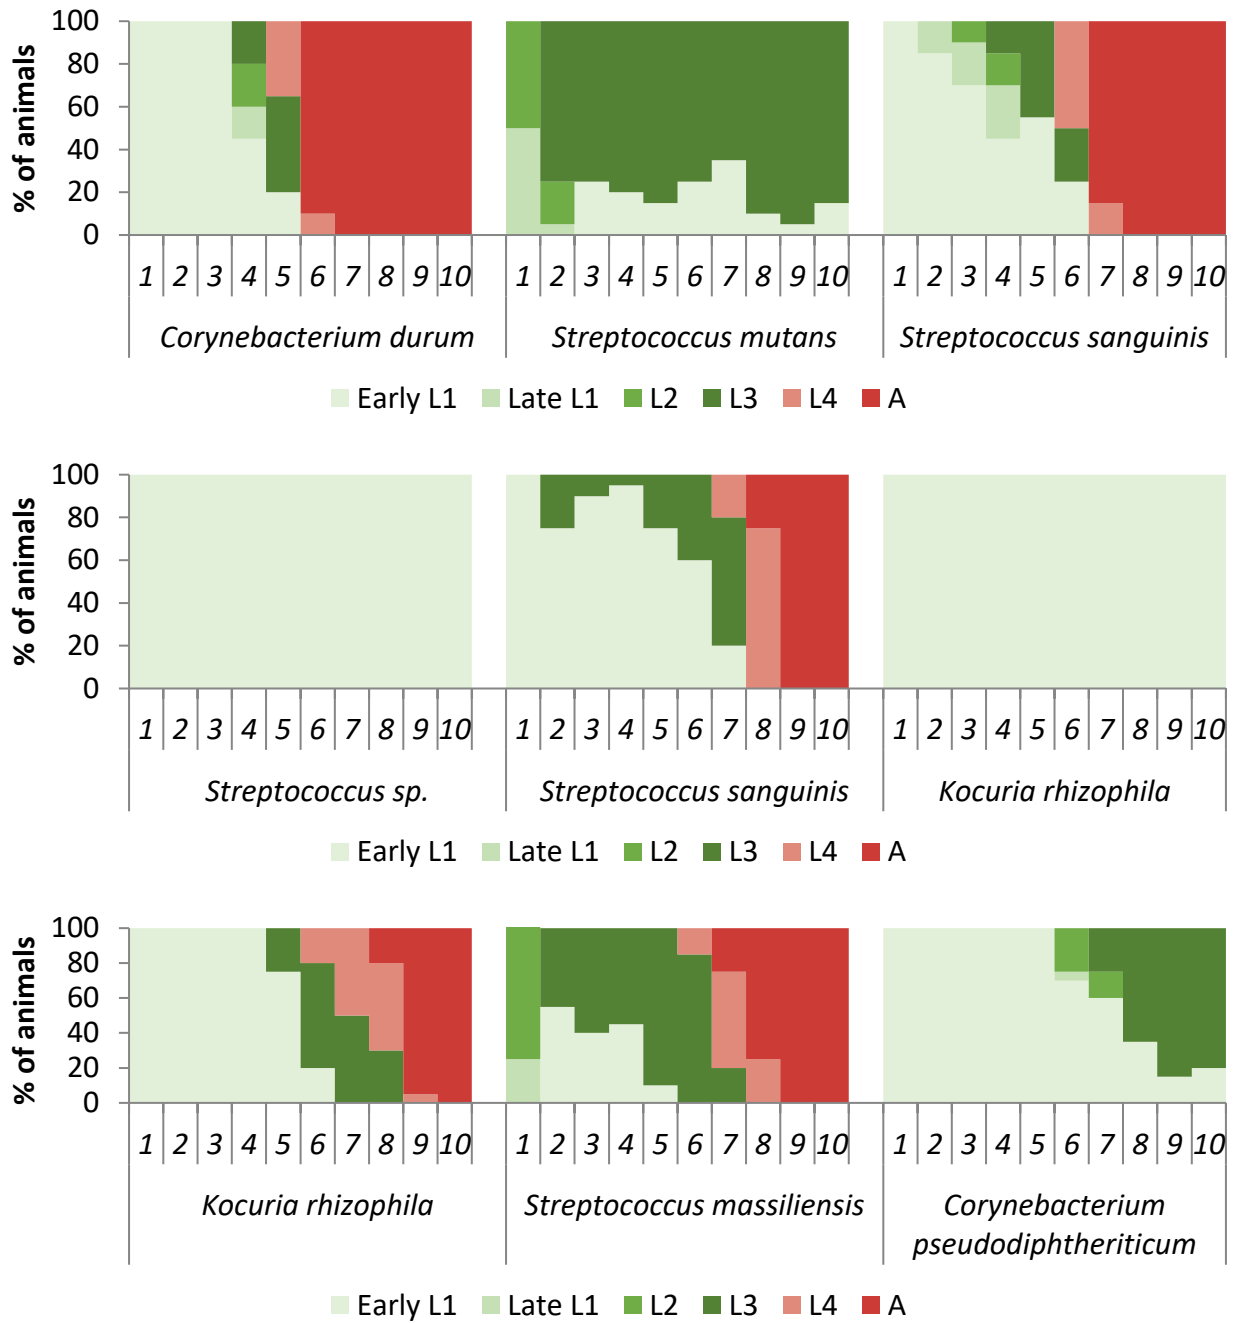 % of animals
100
80
60
40
20
0
1 2 3 4 5 6 7 8 9 10 1 2 3 4 5 6 7 8 9 10 1 2 3 4 5 6 7 8 9 10
Corynebacterium durum Streptococcus mutans Streptococcus sanguinis
Early L1 Late L1 L2 L3 L4 A
% of animals
100
80
60
40
20
0
1 2 3 4 5 6 7 8 9 10 1 2 3 4 5 6 7 8 9 10 1 2 3 4 5 6 7 8 9 10
Streptococcus sp. Streptococcus sanguinis Kocuria rhizophila
Early L1 Late L1 L2 L3 L4 A
% of animals
100
80
60
40
20
0
1 2 3 4 5 6 7 8 9 10 1 2 3 4 5 6 7 8 9 10 1 2 3 4 5 6 7 8 9 10
Kocuria rhizophila Streptococcus massiliensis Corynebacterium
pseudodiphtheriticum
Early L1 Late L1 L2 L3 L4 A